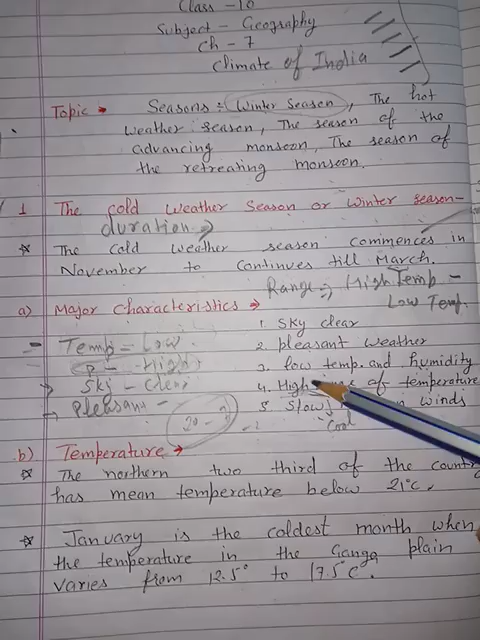 Class - 10
Subject - Geography
Ch - 7
Climate of India
Topic → Seasons : Winter Season, The hot
weather season, The season of the
advancing monsoon, The season of
the retreating monsoon.
1 The cold weather Season or Winter season-
duration →
* The cold weather season commences in
November to continues till March.
Range => High Temp -
Low Temp.
a) Major Characteristics →
- Temp = Low
P - High
→ Sky - Clear
→ Pleasant -
1. Sky clear
2. pleasant weather
3. low temp. and humidity
4. High of temperature
5. Slow winds
Cool
b) Temperature →
* The northern two third of the country
has mean temperature below 21°C.
* January is the coldest month when
the temperature in the Ganga plain
varies from 12.5° to 17.5°C.